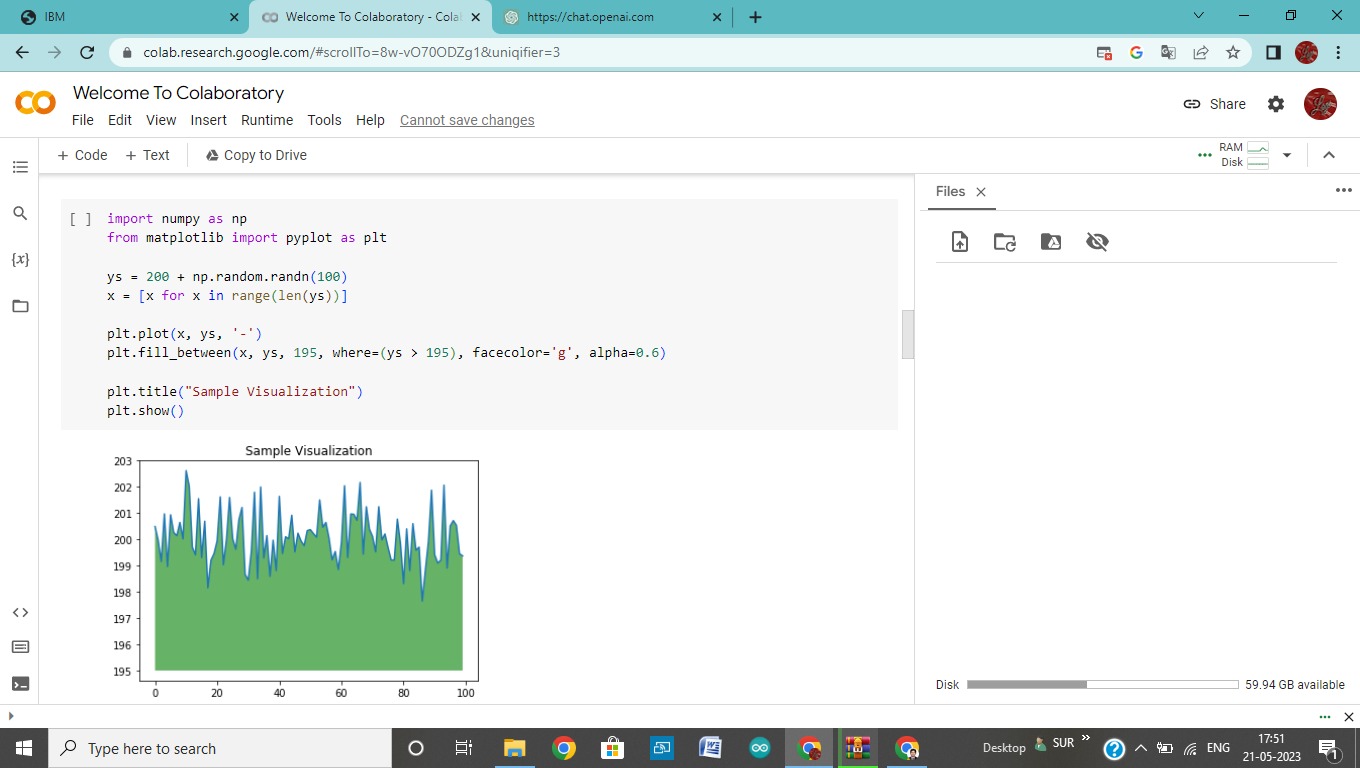 IBM
Welcome To Colaboratory - Cola
https://chat.openai.com
colab.research.google.com/#scrollTo=8w-vO70ODZg1&uniqifier=3
Welcome To Colaboratory
File Edit View Insert Runtime Tools Help Cannot save changes
Share
+ Code + Text Copy to Drive
RAM
Disk
Files
[ ] import numpy as np
from matplotlib import pyplot as plt
ys = 200 + np.random.randn(100)
x = [x for x in range(len(ys))]
plt.plot(x, ys, '-')
plt.fill_between(x, ys, 195, where=(ys > 195), facecolor='g', alpha=0.6)
plt.title("Sample Visualization")
plt.show()
Sample Visualization
203
202
201
200
199
198
197
196
195
0 20 40 60 80 100
{x}
Disk 59.94 GB available
Type here to search
Desktop SUR » ENG
17:51
21-05-2023
1